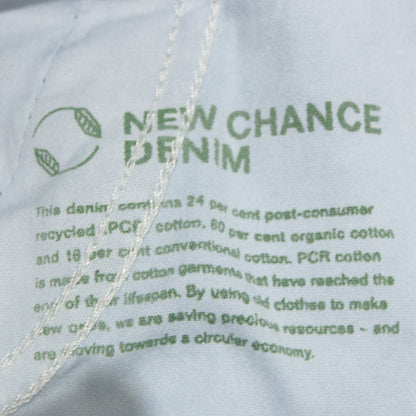 NEW CHANCE
DENIM
This denim contains 24 per cent post-consumer
recycled (PCR) cotton, 60 per cent organic cotton
and 16 per cent conventional cotton. PCR cotton
is made from cotton garments that have reached the
end of their lifespan. By using old clothes to make
new ones, we are saving precious resources - and
are moving towards a circular economy.